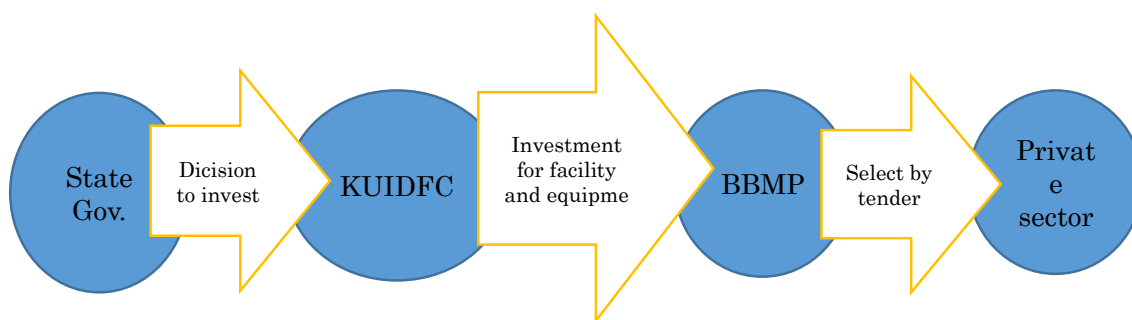 State
Gov.
Dicision
to invest
KUIDFC
Investment
for facility
and equipme
BBMP
Select by
tender
Privat
e
sector